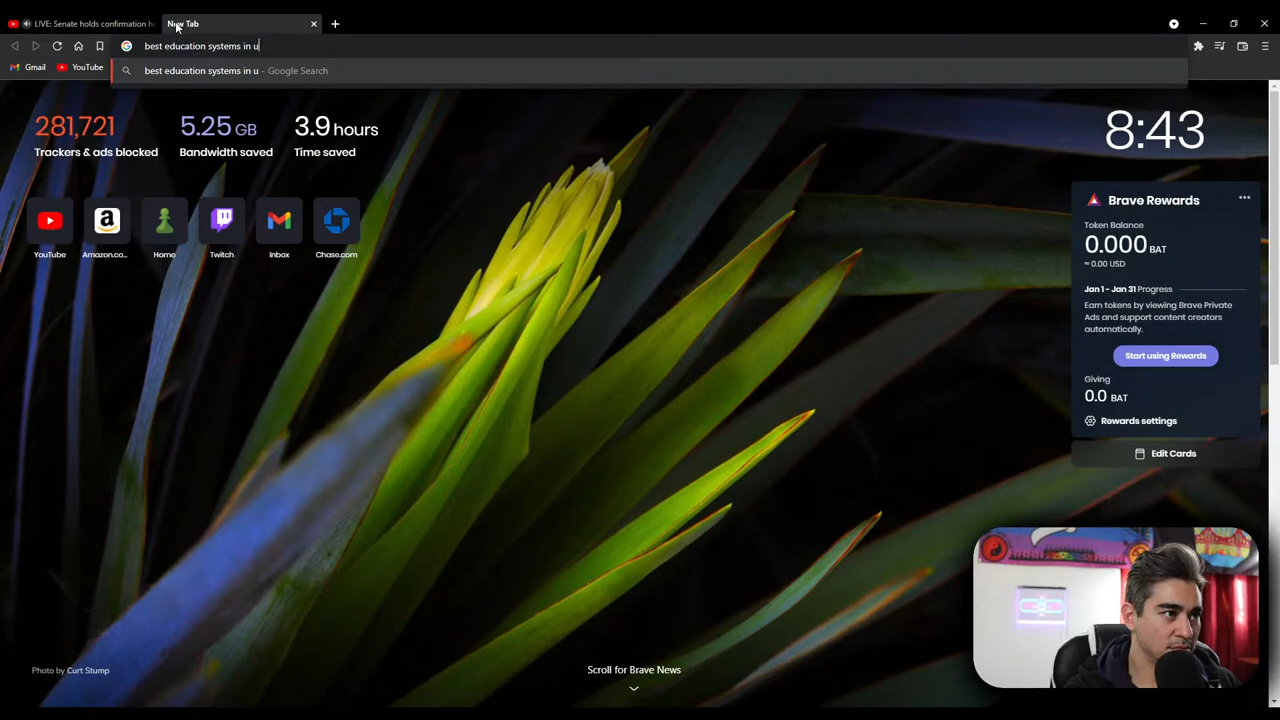 LIVE: Senate holds confirmation he
New Tab
best education systems in u
Gmail
YouTube
best education systems in u - Google Search
281,721
Trackers & ads blocked
5.25 GB
Bandwidth saved
3.9 hours
Time saved
8:43
YouTube
Amazon.co...
Home
Twitch
Inbox
Chase.com
Brave Rewards
Token Balance
0.000 BAT
≈ 0.00 USD
Jan 1 - Jan 31 Progress
Earn tokens by viewing Brave Private
Ads and support content creators
automatically.
Start using Rewards
Giving
0.0 BAT
Rewards settings
Edit Cards
Photo by Curt Stump
Scroll for Brave News